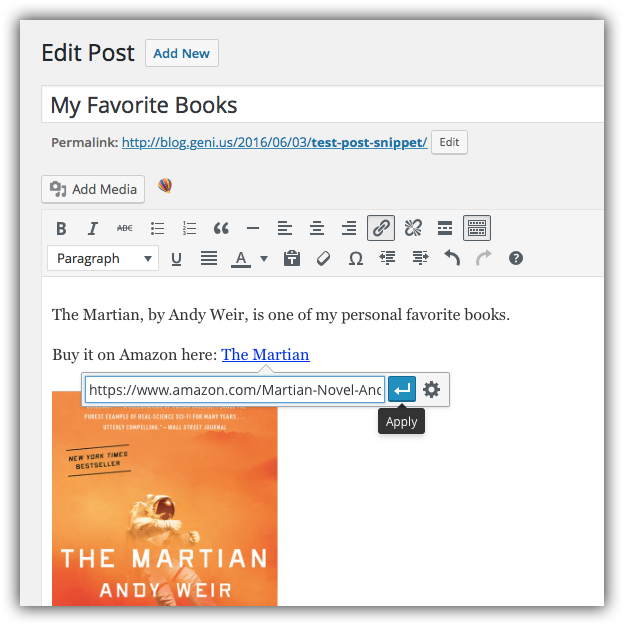 Edit Post Add New
My Favorite Books
Permalink: http://blog.geni.us/2016/06/03/test-post-snippet/ Edit
Add Media
B I ABC
Paragraph U A Ω
The Martian, by Andy Weir, is one of my personal favorite books.
Buy it on Amazon here: The Martian
https://www.amazon.com/Martian-Novel-And
Apply
PUREST EXAMPLE OF REAL-SCIENCE SCI-FI FOR MANY YEARS . . .
UTTERLY COMPELLING." —WALL STREET JOURNAL
NEW YORK TIMES
BESTSELLER
THE MARTIAN
ANDY WEIR